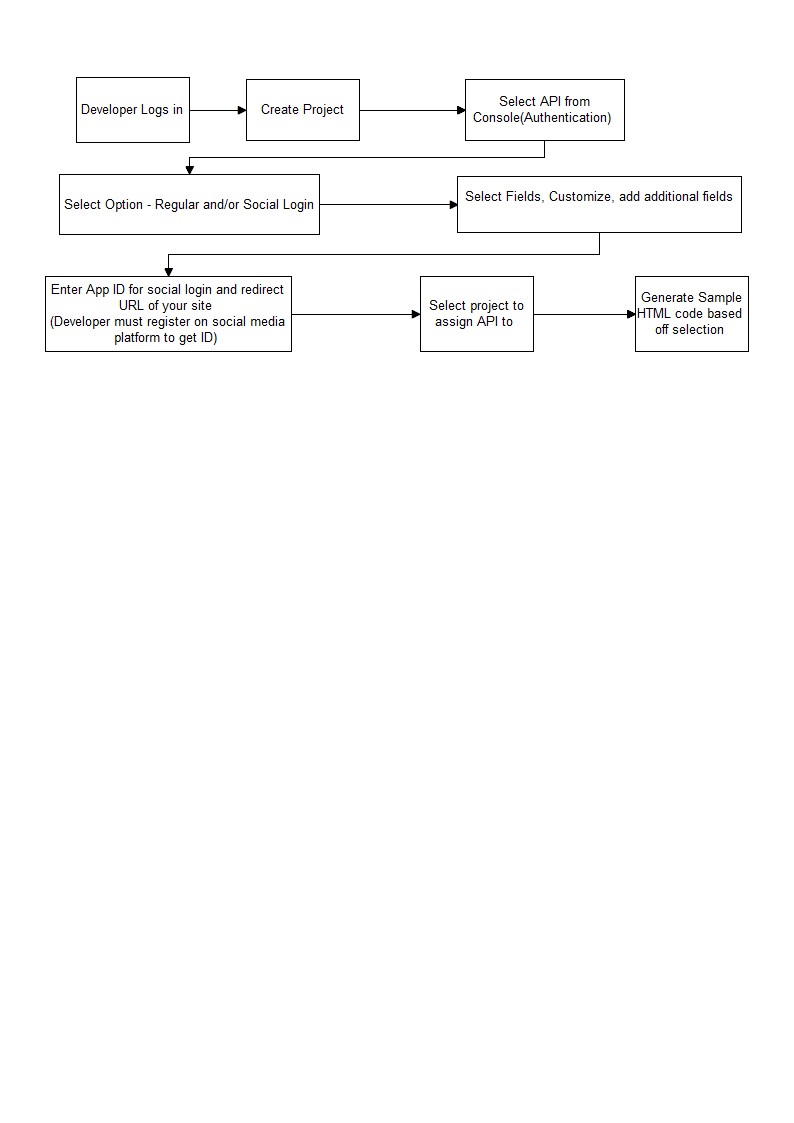 Developer Logs in
Create Project
Select API from
Console(Authentication)
Select Option - Regular and/or Social Login
Select Fields, Customize, add additional fields
Enter App ID for social login and redirect
URL of your site
(Developer must register on social media
platform to get ID)
Select project to
assign API to
Generate Sample
HTML code based
off selection